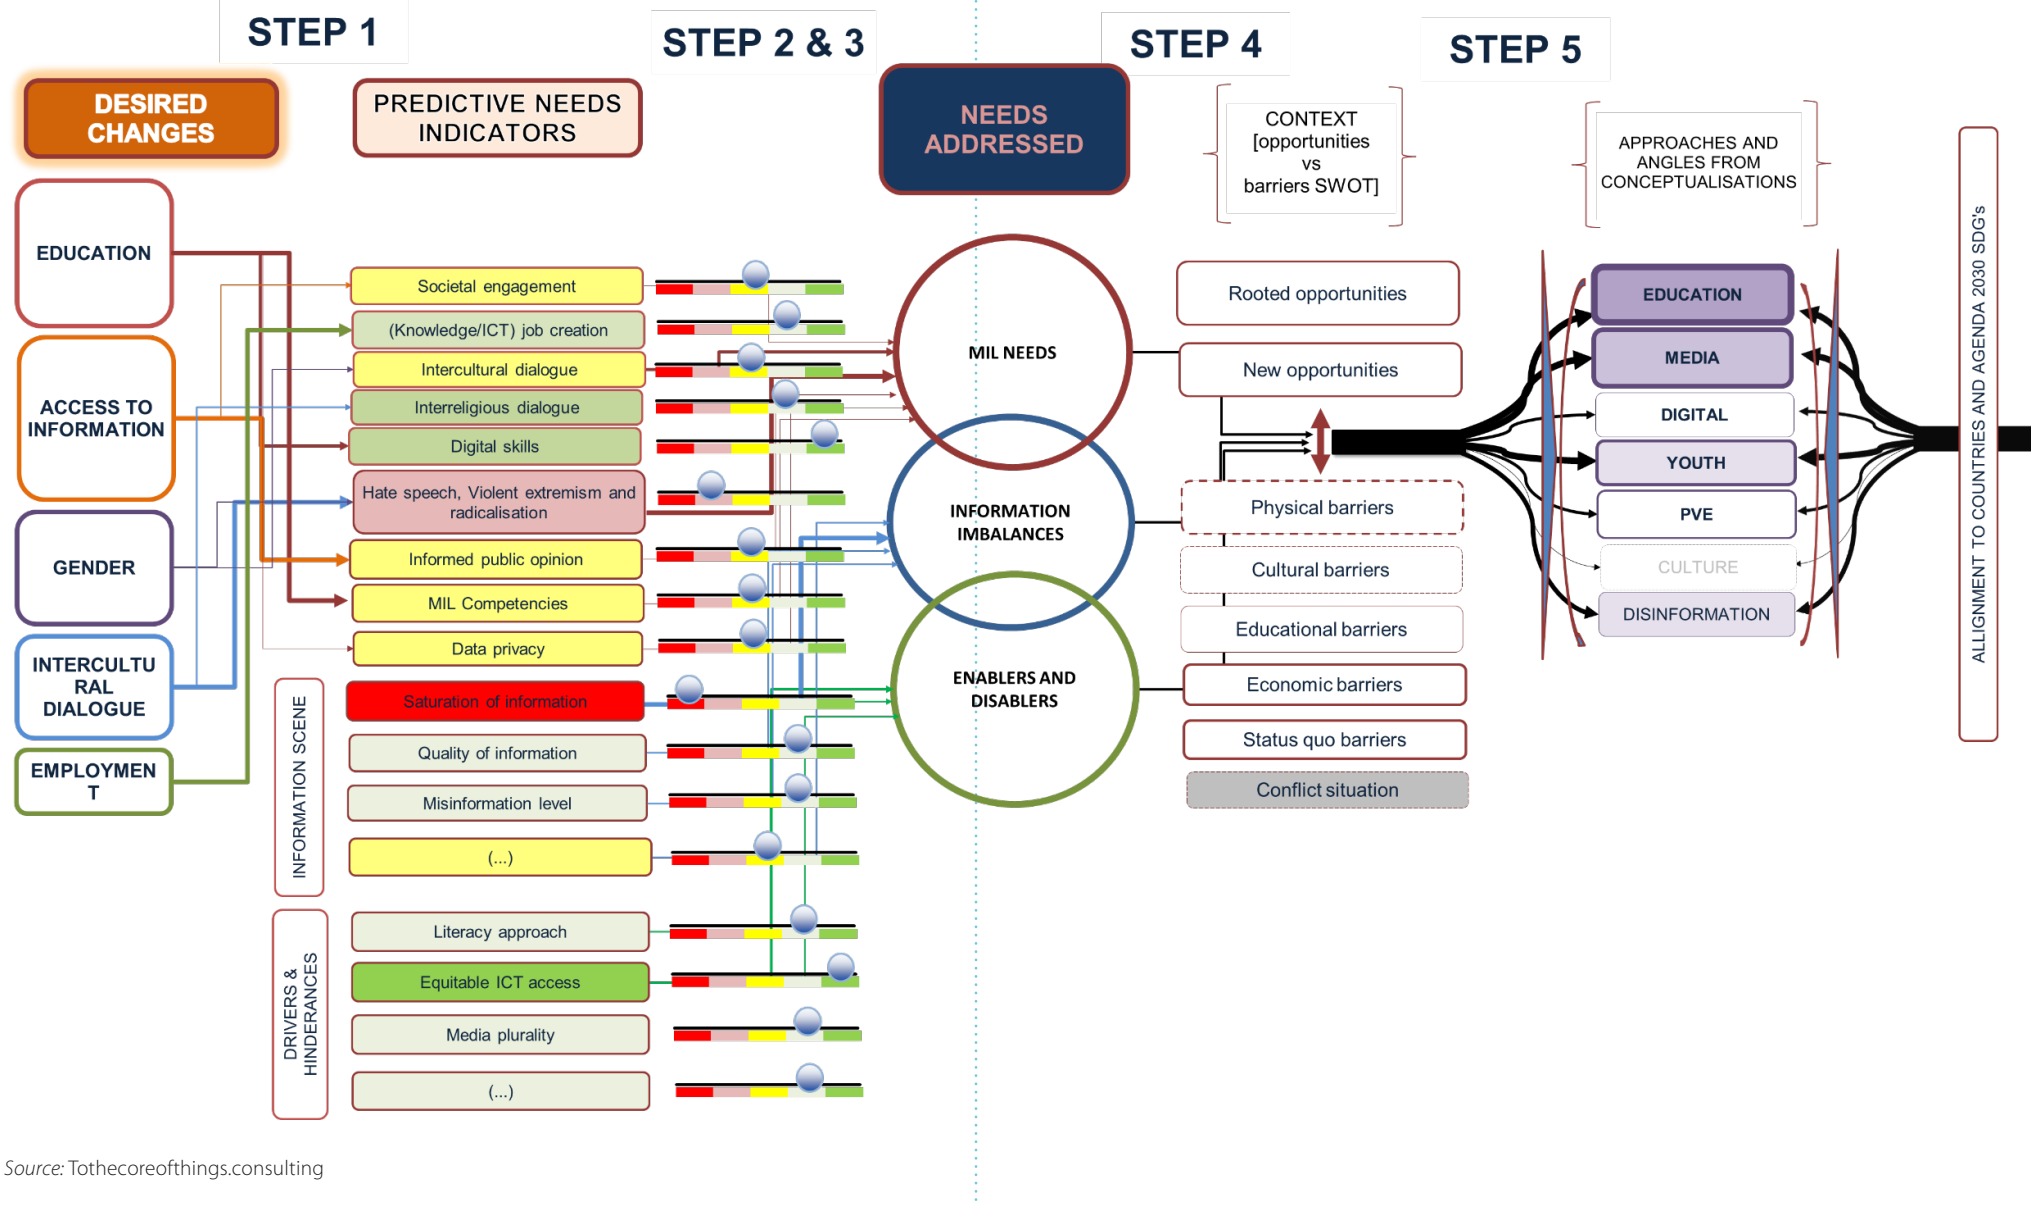 STEP 1
STEP 2 & 3
STEP 4
STEP 5
DESIRED
CHANGES
PREDICTIVE NEEDS
INDICATORS
NEEDS
ADDRESSED
CONTEXT
[opportunities
vs
barriers SWOT]
APPROACHES AND
ANGLES FROM
CONCEPTUALISATIONS
EDUCATION
ACCESS TO
INFORMATION
GENDER
INTERCULTU
RAL
DIALOGUE
EMPLOYMEN
T
INFORMATION SCENE
DRIVERS &
HINDERANCES
Societal engagement
(Knowledge/ICT) job creation
Intercultural dialogue
Interreligious dialogue
Digital skills
Hate speech, Violent extremism and
radicalisation
Informed public opinion
MIL Competencies
Data privacy
Saturation of information
Quality of information
Misinformation level
(...)
Literacy approach
Equitable ICT access
Media plurality
(...)
MIL NEEDS
INFORMATION
IMBALANCES
ENABLERS AND
DISABLERS
Rooted opportunities
New opportunities
Physical barriers
Cultural barriers
Educational barriers
Economic barriers
Status quo barriers
Conflict situation
EDUCATION
MEDIA
DIGITAL
YOUTH
PVE
CULTURE
DISINFORMATION
ALLIGNMENT TO COUNTRIES AND AGENDA 2030 SDG's
Source: Tothecoreofthings.consulting